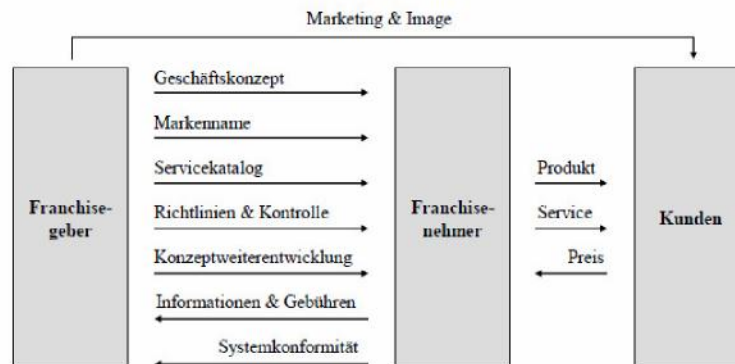 Marketing & Image
Geschäftskonzept
Markenname
Servicekatalog
Richtlinien & Kontrolle
Konzeptweiterentwicklung
Informationen & Gebühren
Systemkonformität
Franchise-
geber
Franchise-
nehmer
Produkt
Service
Preis
Kunden